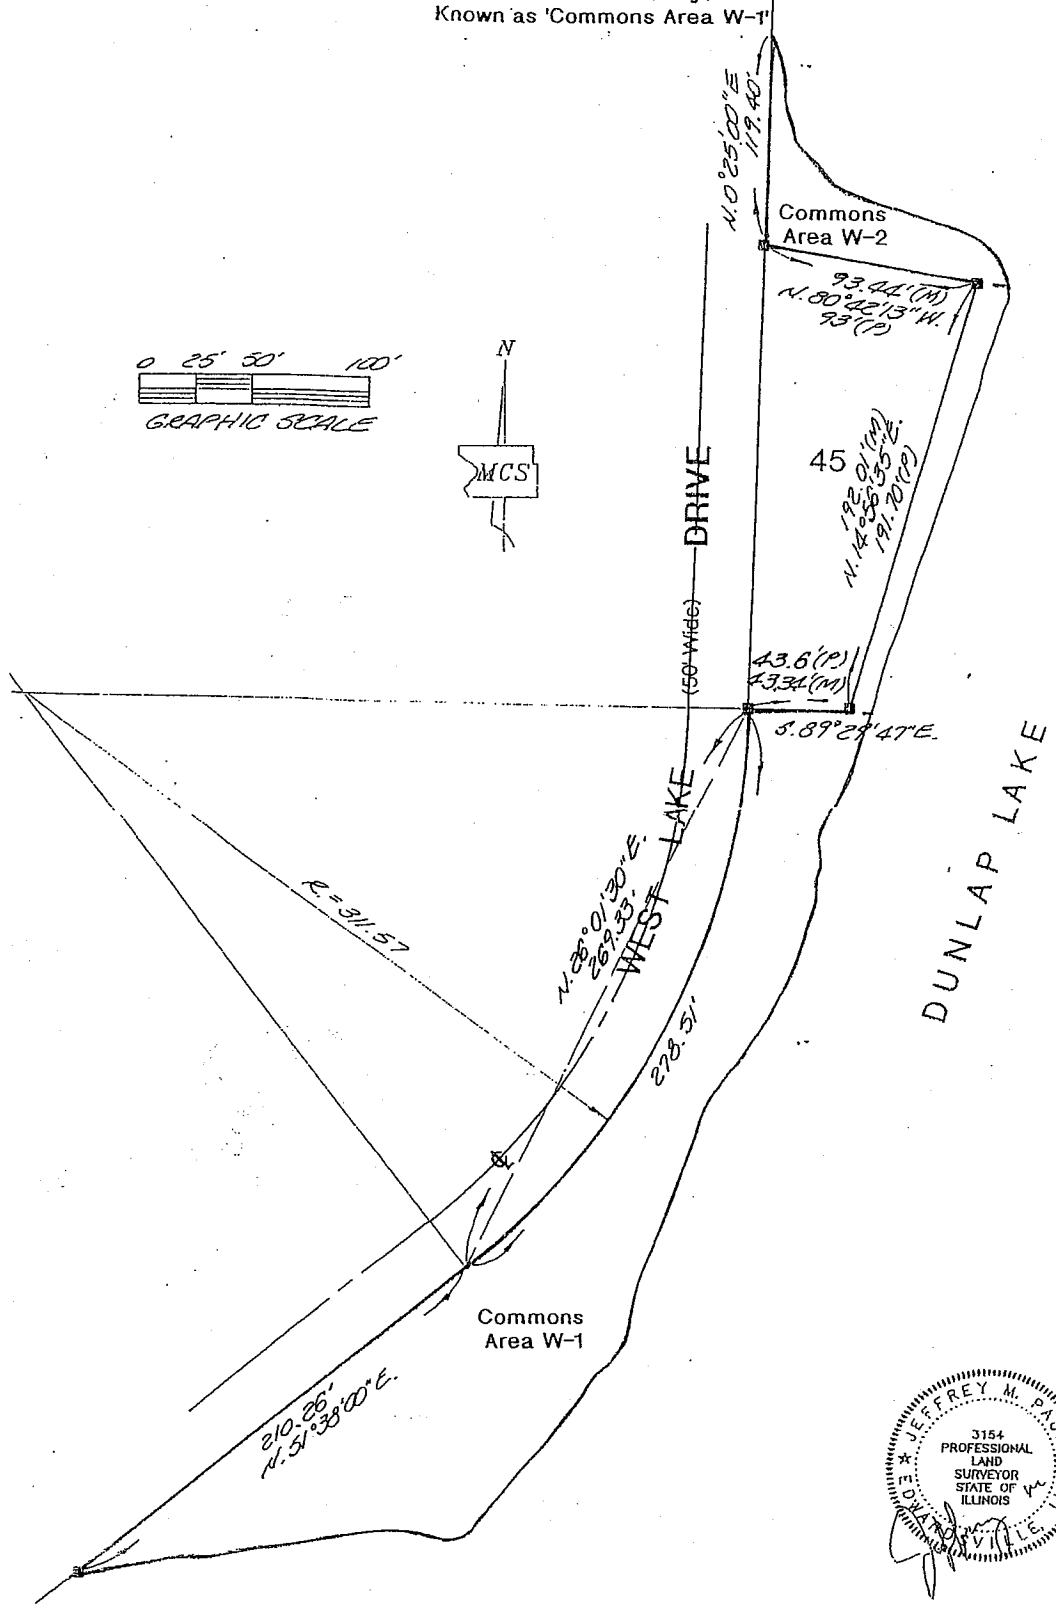 Known as 'Commons Area W-1'
N.0°25'00"E
119.40'
Commons
Area W-2
93.44'(M)
N.80°42'13"W.
93'(P)
0 25' 50' 100'
GRAPHIC SCALE
N
MCS
DRIVE
(50' Wide)
45
192.01'(M)
N.14°56'35"E.
191.70'(P)
43.6'(P)
43.34'(M)
S.89°29'47"E.
DUNLAP LAKE
WEST LAKE
N.26°01'30"E.
269.33'
R.=311.57
278.51'
Commons
Area W-1
210.26'
N.51°38'00"E.
JEFFREY M.
3154
PROFESSIONAL
LAND
SURVEYOR
STATE OF
ILLINOIS
EDWARDSVILLE